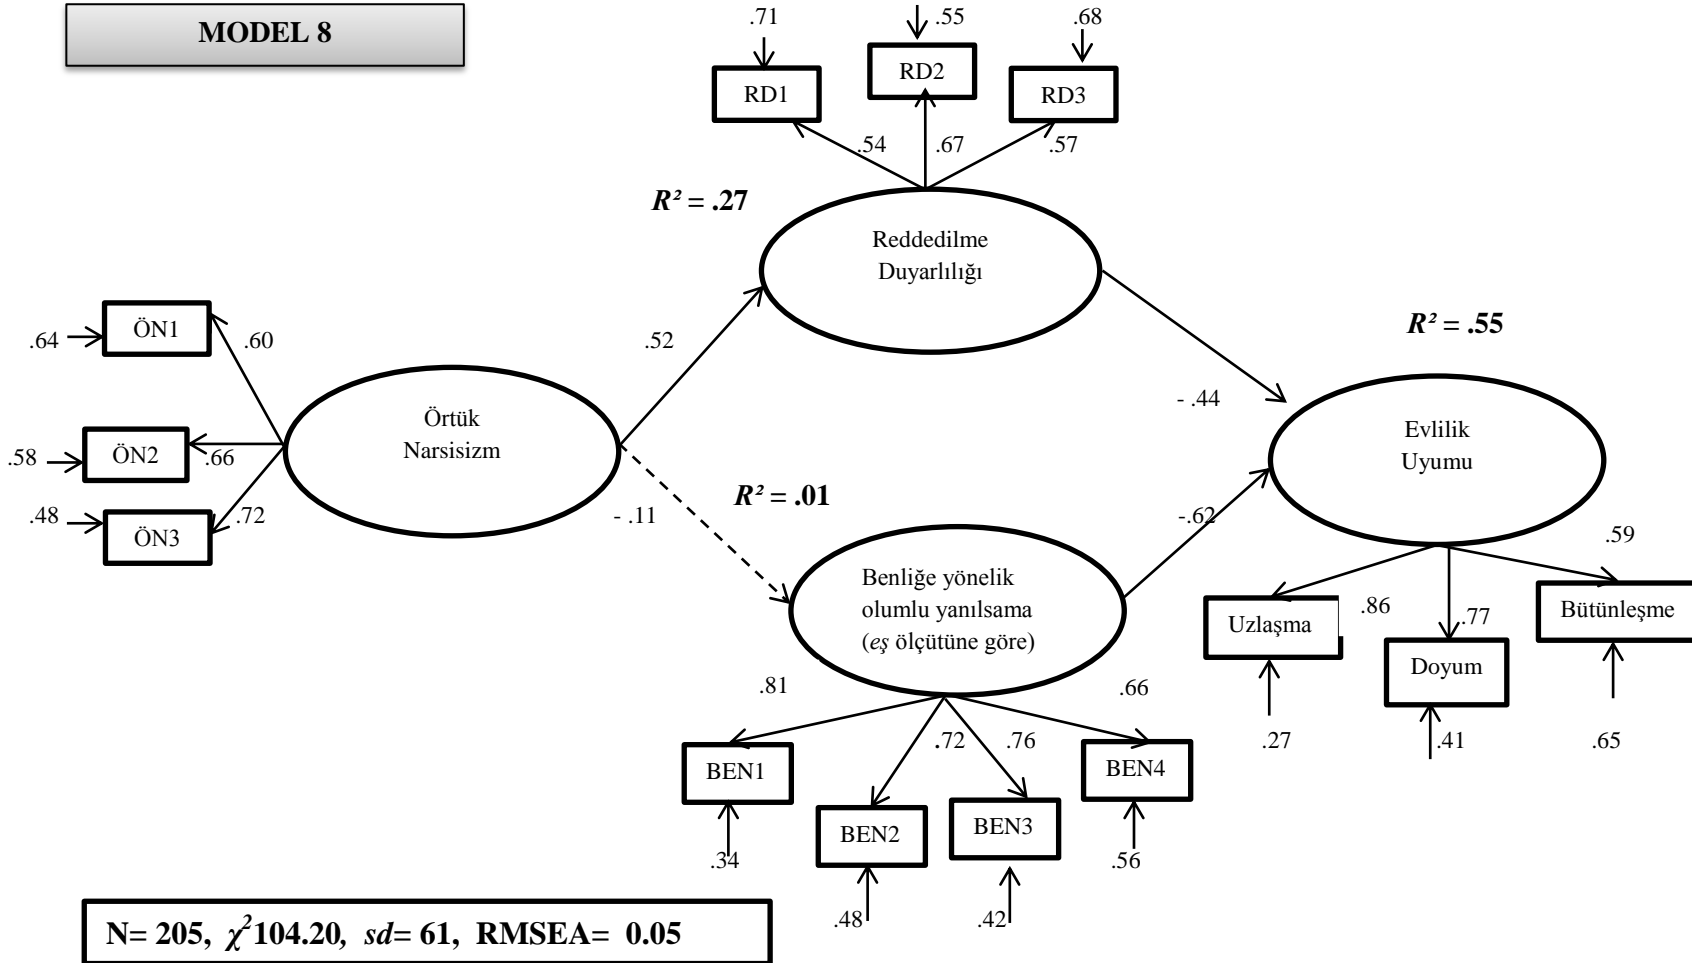 MODEL 8
.71
.55
.68
RD1
RD2
RD3
.54
.67
.57
R² = .27
Reddedilme
Duyarlılığı
R² = .55
.64
ÖN1
.60
.52
- .44
Örtük
Narsisizm
Evlilik
Uyumu
.58
ÖN2
.66
.48
ÖN3
.72
- .11
R² = .01
-.62
Benliğe yönelik
olumlu yanılsama
(eş ölçütüne göre)
.59
.86
.77
Uzlaşma
Doyum
Bütünleşme
.27
.41
.65
.81
.72
.76
.66
BEN1
BEN2
BEN3
BEN4
.34
.48
.42
.56
N= 205, χ²104.20, sd= 61, RMSEA= 0.05